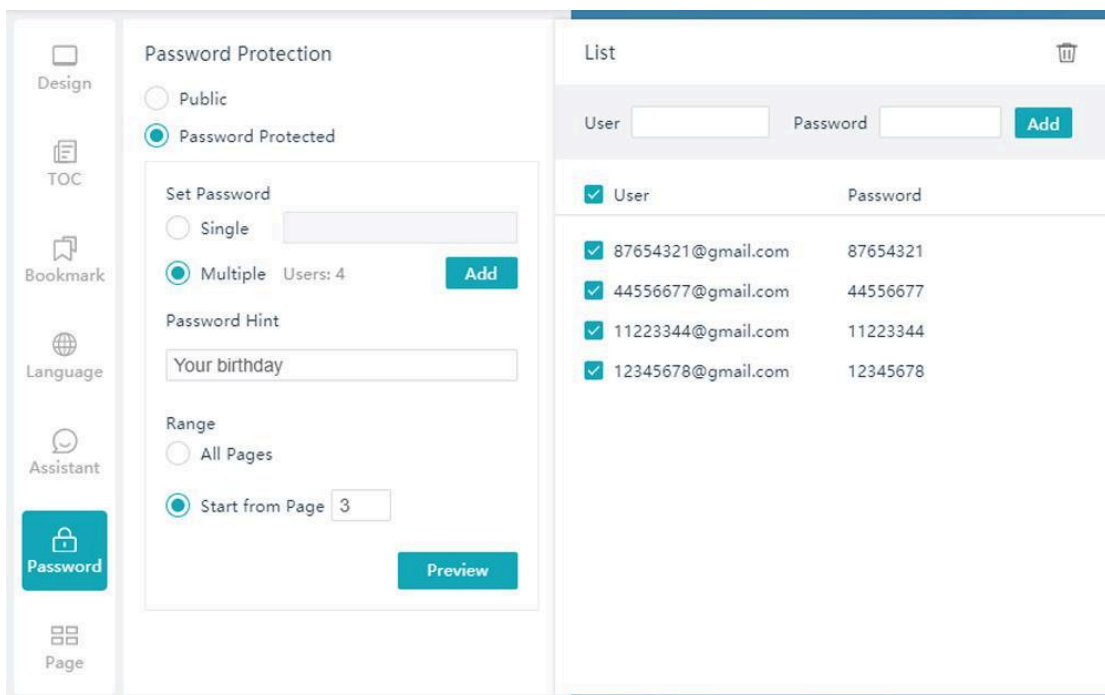 Design
TOC
Bookmark
Language
Assistant
Password
Page
Password Protection
Public
Password Protected
Set Password
Single
Multiple Users: 4 Add
Password Hint
Your birthday
Range
All Pages
Start from Page 3
Preview
List
User Password Add
User Password
87654321@gmail.com 87654321
44556677@gmail.com 44556677
11223344@gmail.com 11223344
12345678@gmail.com 12345678